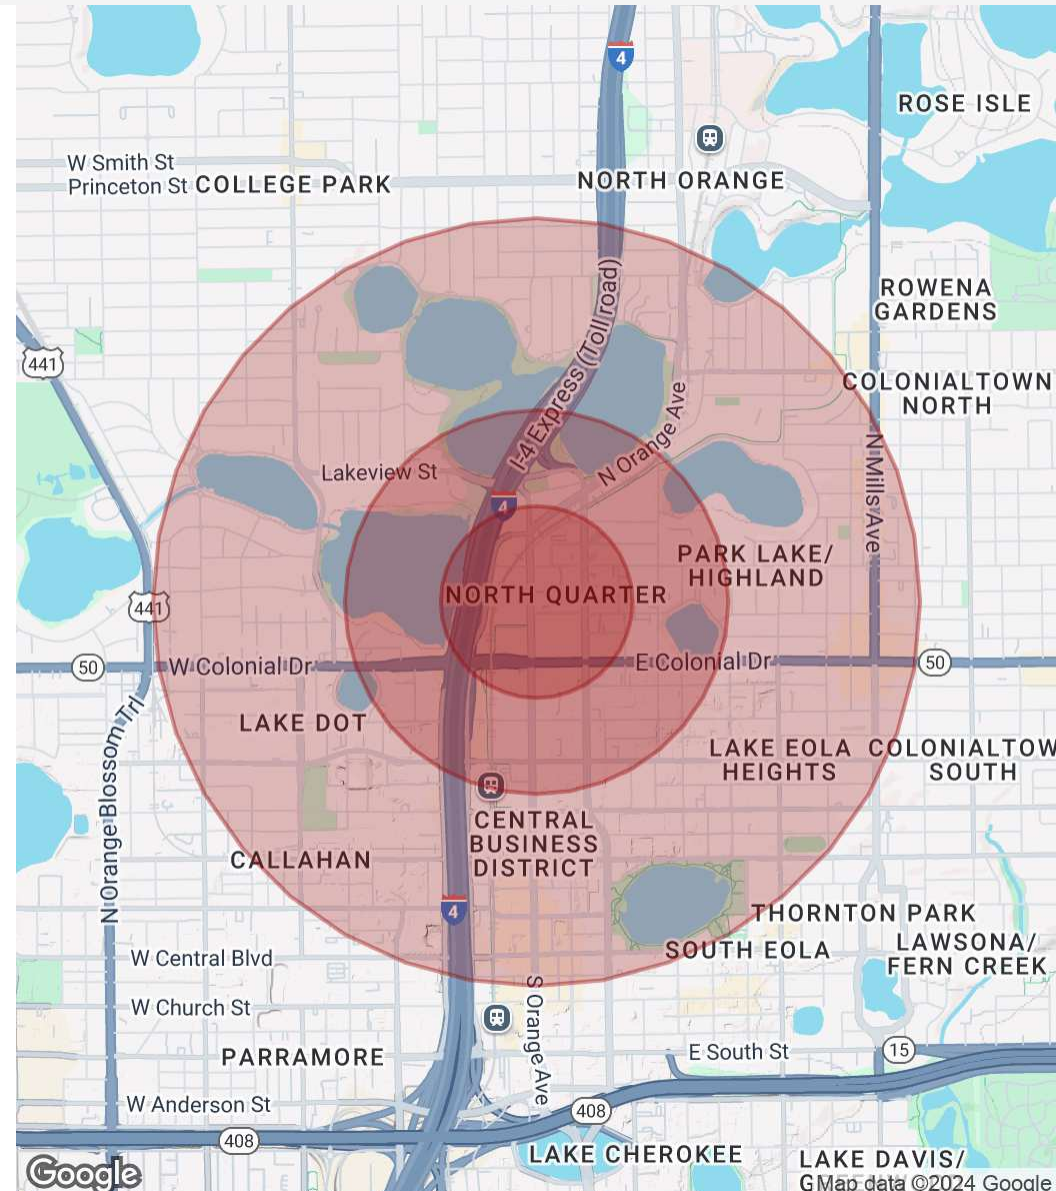 4
ROSE ISLE
W Smith St
Princeton St
COLLEGE PARK
NORTH ORANGE
ROWENA
GARDENS
441
I-4 Express (Toll road)
COLONIALTOWN
NORTH
N Orange Ave
N Mills Ave
Lakeview St
4
PARK LAKE/
HIGHLAND
NORTH QUARTER
441
50
W Colonial Dr
E Colonial Dr
50
LAKE DOT
N Orange Blossom Trl
LAKE EOLA
HEIGHTS
COLONIALTOW
SOUTH
CENTRAL
BUSINESS
DISTRICT
CALLAHAN
4
THORNTON PARK
SOUTH EOLA
LAWSONA/
FERN CREEK
W Central Blvd
W Church St
S Orange Ave
PARRAMORE
E South St
15
W Anderson St
408
408
LAKE CHEROKEE
LAKE DAVIS/
Google
Map data ©2024 Google